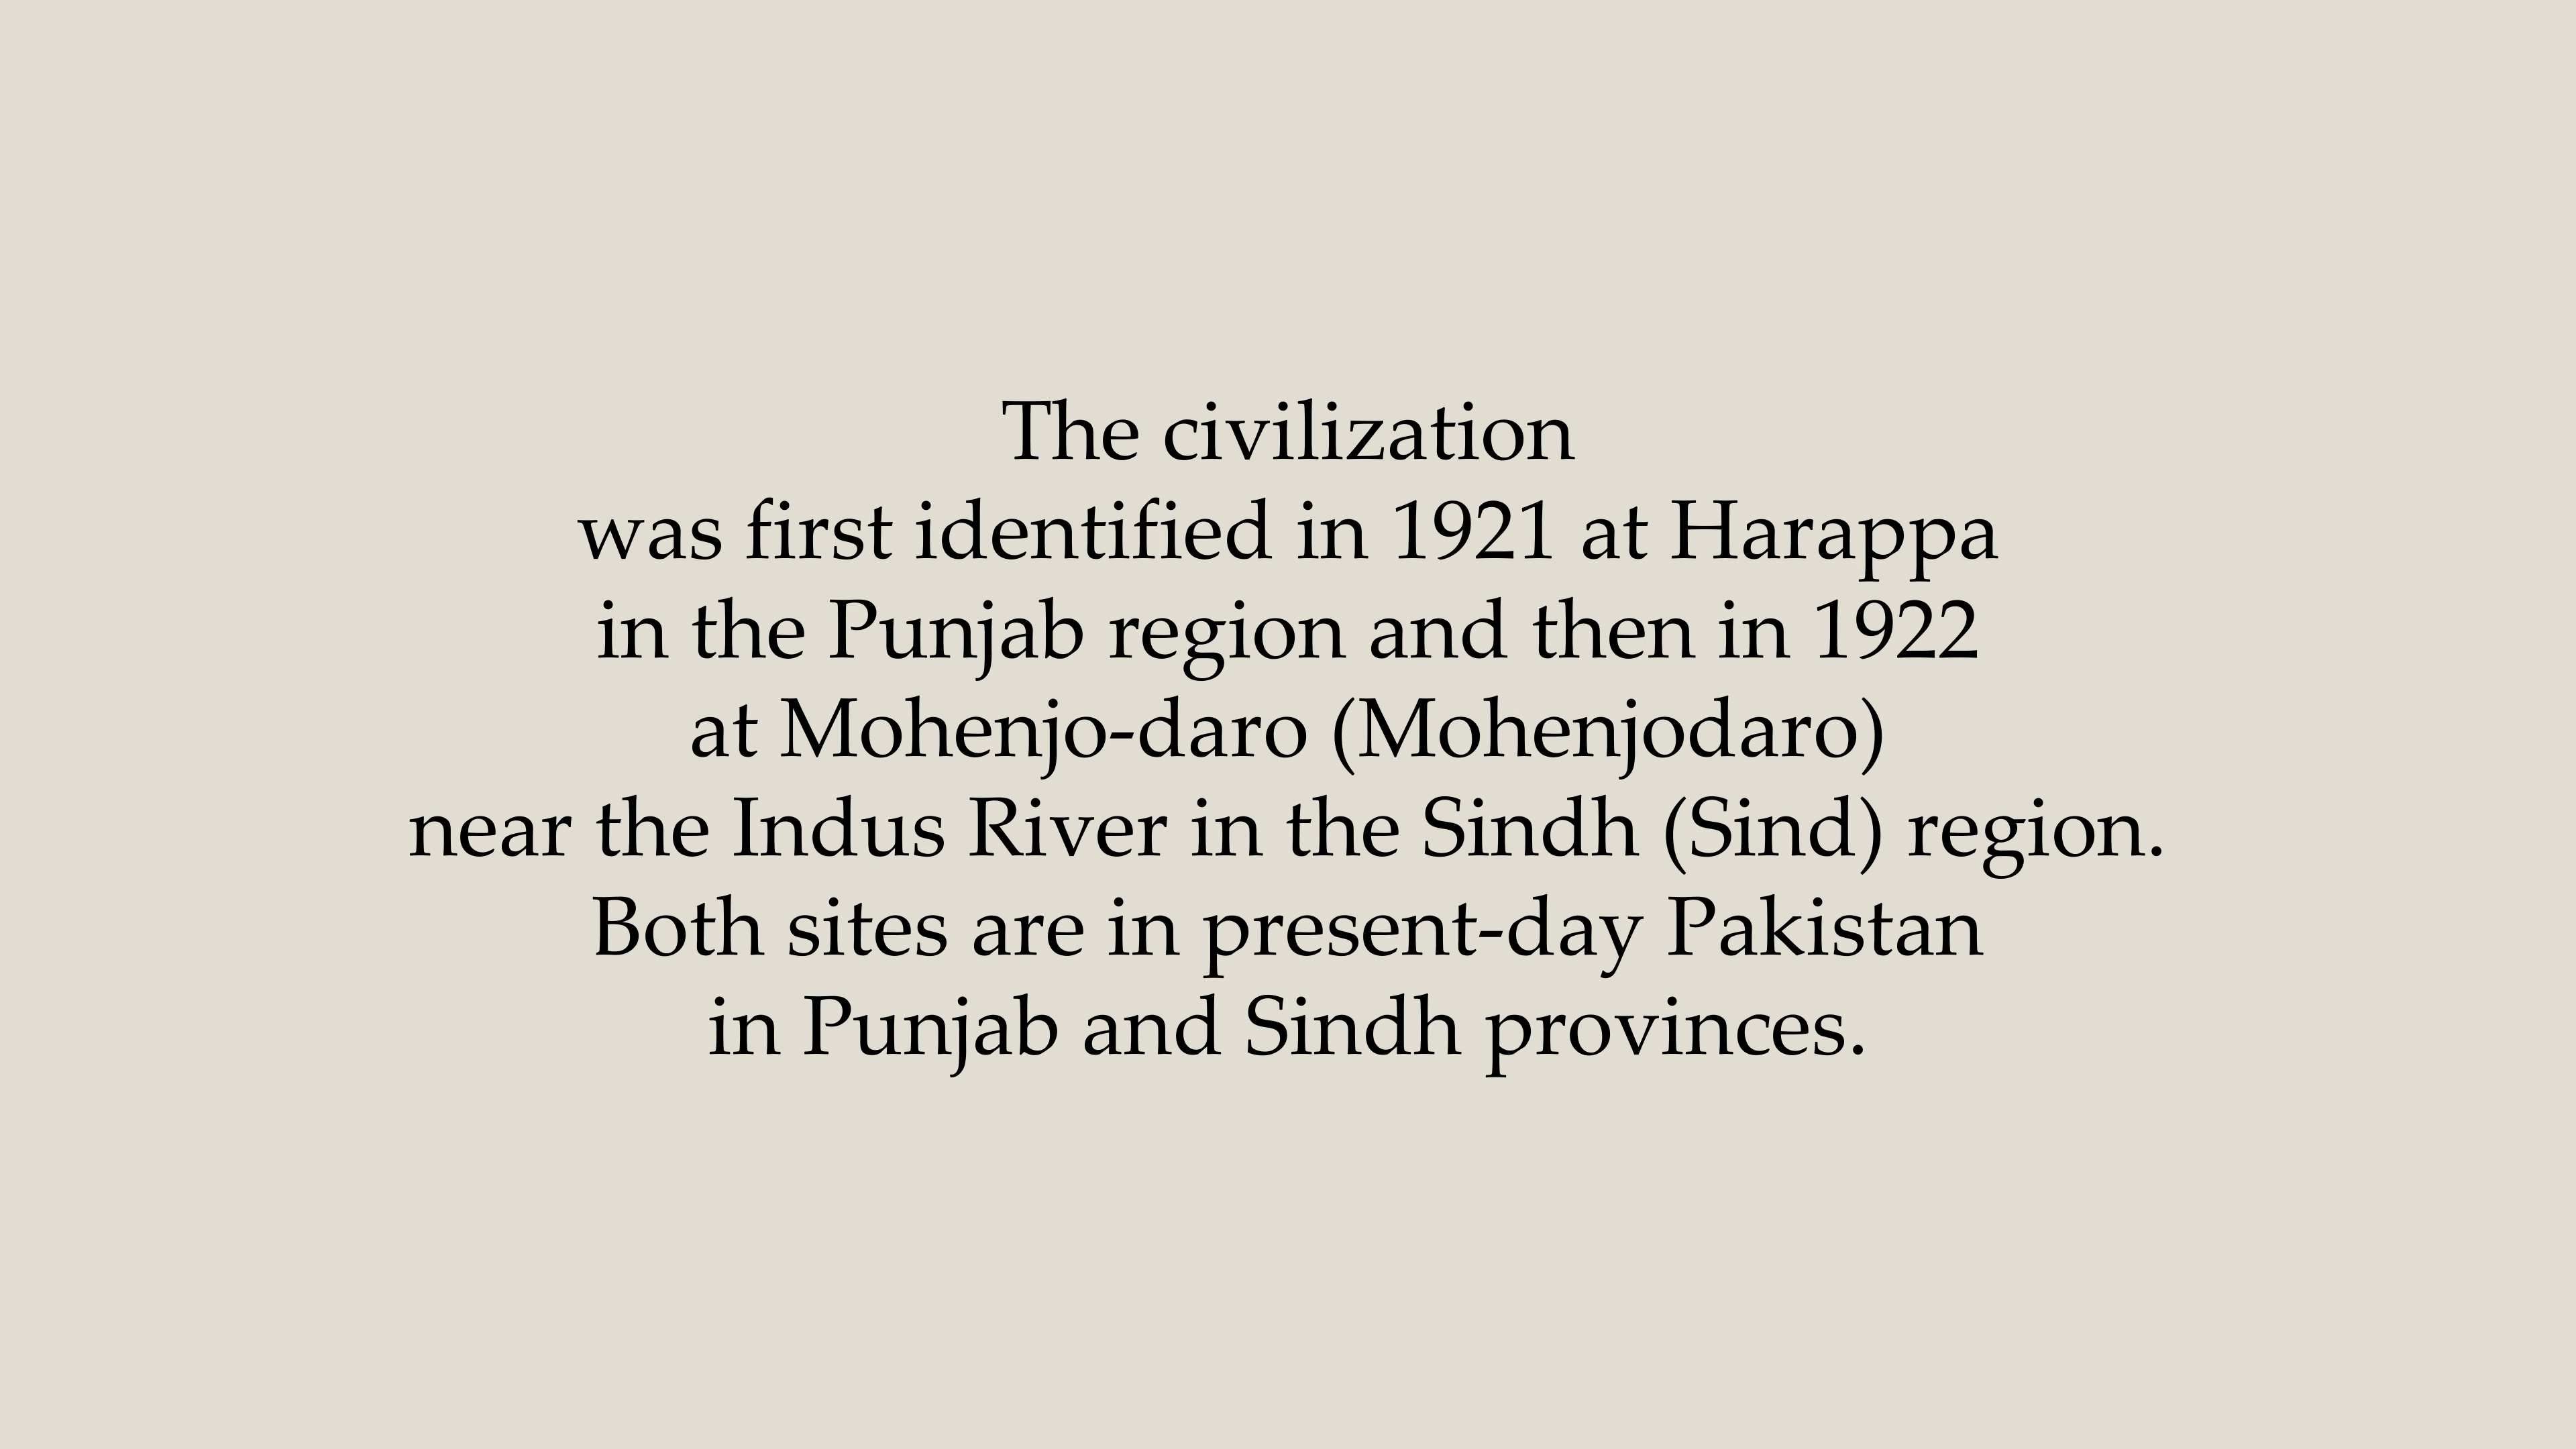 The civilization
was first identified in 1921 at Harappa
in the Punjab region and then in 1922
at Mohenjo-daro (Mohenjodaro)
near the Indus River in the Sindh (Sind) region.
Both sites are in present-day Pakistan
in Punjab and Sindh provinces.